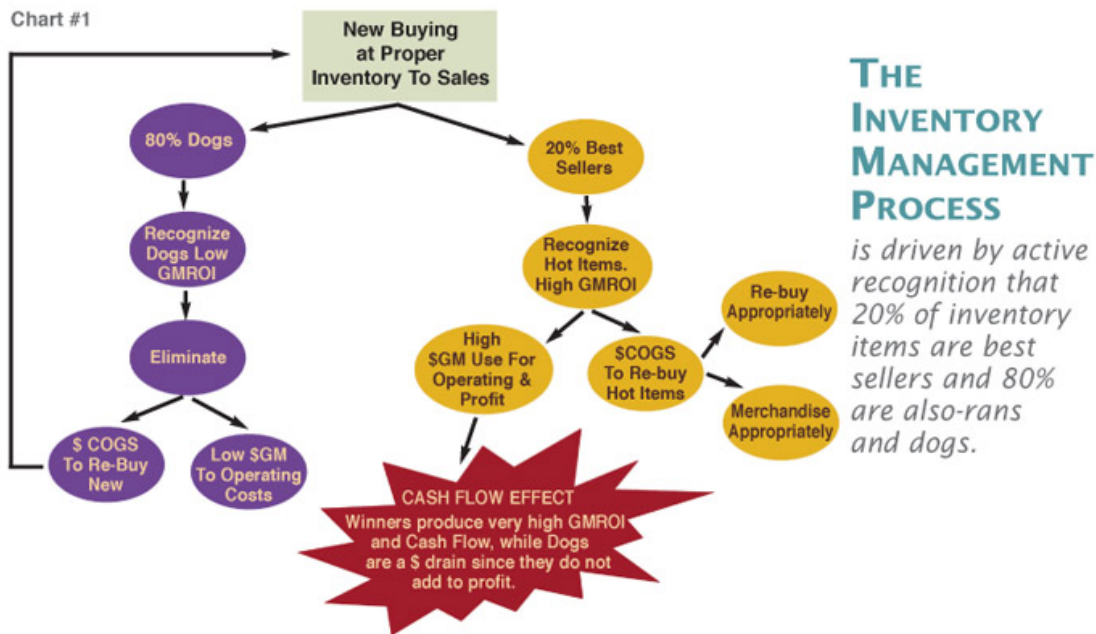 Chart #1
New Buying
at Proper
Inventory To Sales
80% Dogs
20% Best
Sellers
Recognize
Dogs Low
GMROI
Recognize
Hot Items.
High GMROI
Eliminate
High
$GM Use For
Operating &
Profit
$COGS
To Re-buy
Hot Items
Re-buy
Appropriately
Merchandise
Appropriately
$ COGS
To Re-Buy
New
Low $GM
To Operating
Costs
CASH FLOW EFFECT
Winners produce very high GMROI
and Cash Flow, while Dogs
are a $ drain since they do not
add to profit.
THE
INVENTORY
MANAGEMENT
PROCESS
is driven by active
recognition that
20% of inventory
items are best
sellers and 80%
are also-rans
and dogs.